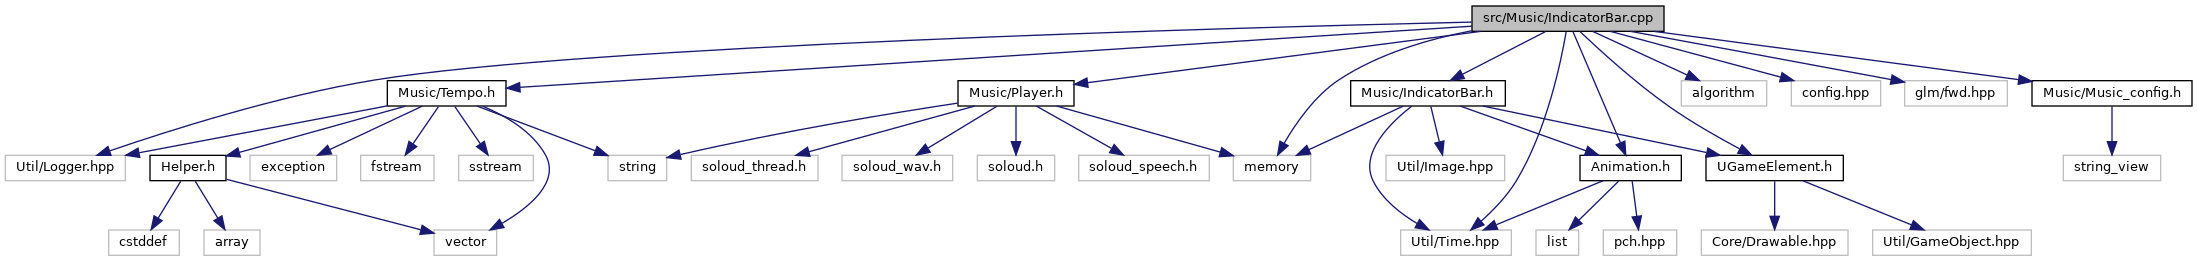 src/Music/IndicatorBar.cpp
Music/Tempo.h
Music/Player.h
Music/IndicatorBar.h
algorithm
config.hpp
glm/fwd.hpp
Music/Music_config.h
Util/Logger.hpp
Helper.h
exception
fstream
sstream
string
soloud_thread.h
soloud_wav.h
soloud.h
soloud_speech.h
memory
Util/Image.hpp
Animation.h
UGameElement.h
string_view
cstddef
array
vector
Util/Time.hpp
list
pch.hpp
Core/Drawable.hpp
Util/GameObject.hpp